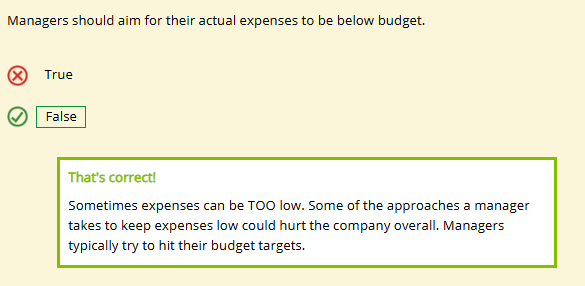 Managers should aim for their actual expenses to be below budget.
True
False
That's correct!
Sometimes expenses can be TOO low. Some of the approaches a manager
takes to keep expenses low could hurt the company overall. Managers
typically try to hit their budget targets.